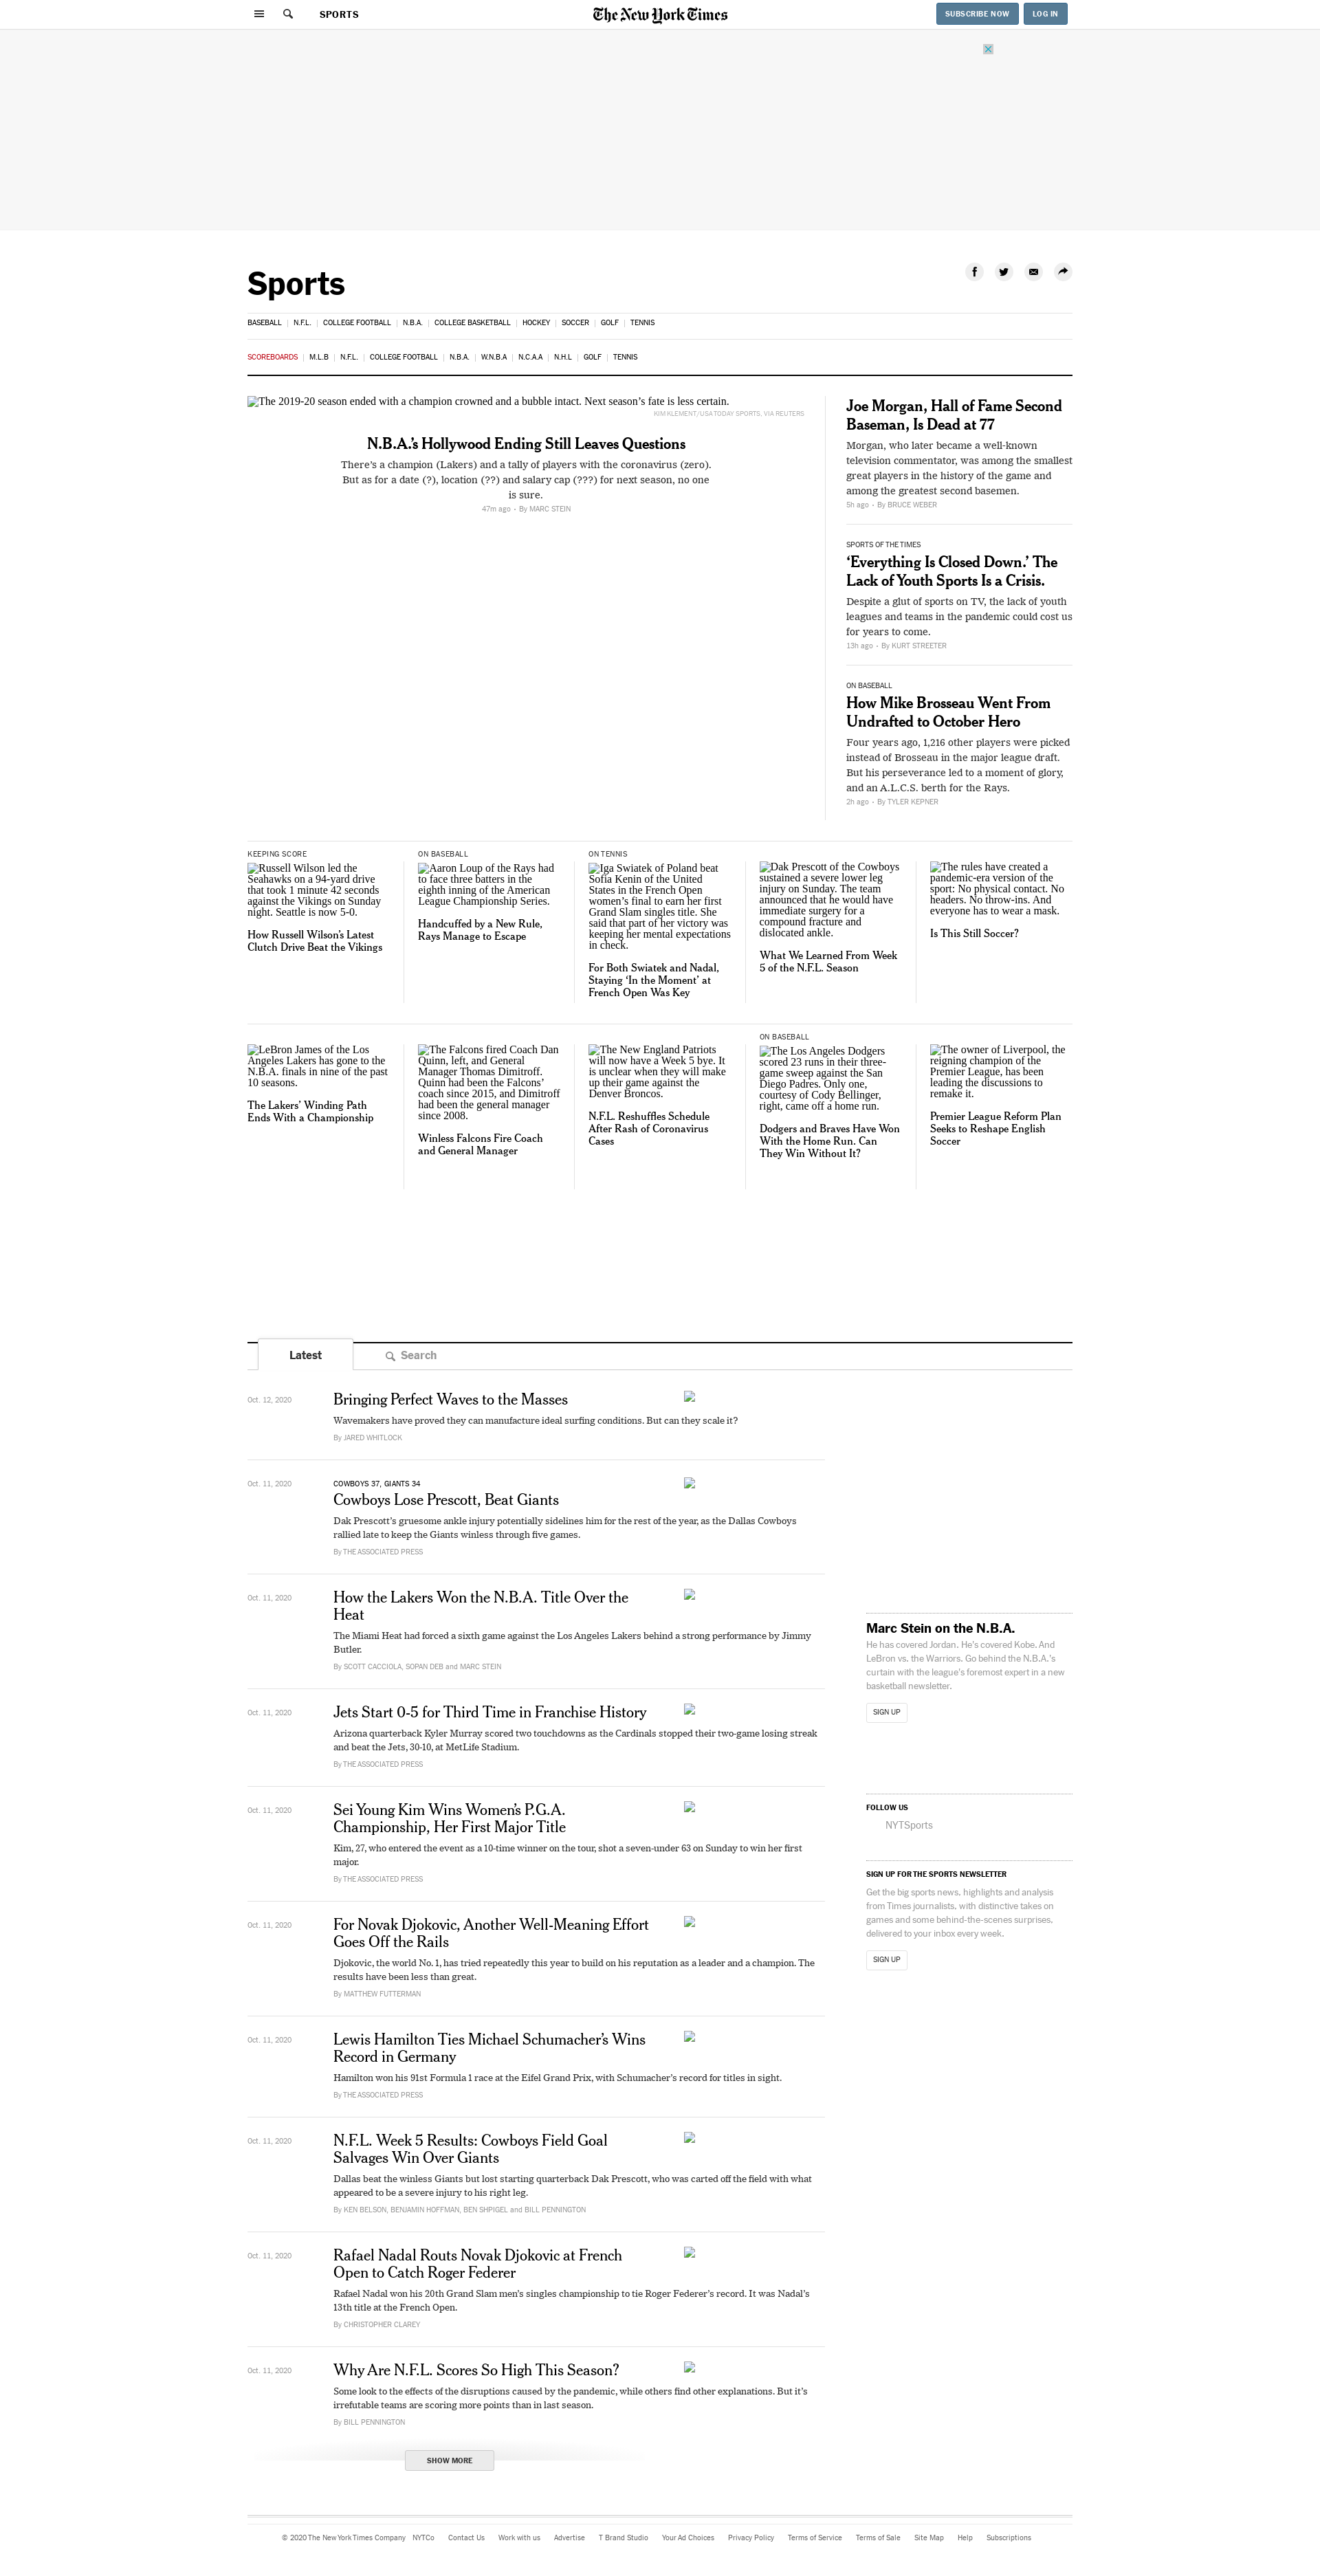 SPORTS
The New York Times
SUBSCRIBE NOW
LOG IN
Sports
BASEBALL
N.F.L.
COLLEGE FOOTBALL
N.B.A.
COLLEGE BASKETBALL
HOCKEY
SOCCER
GOLF
TENNIS
SCOREBOARDS
M.L.B
N.F.L.
COLLEGE FOOTBALL
N.B.A.
W.N.B.A
N.C.A.A
N.H.L
GOLF
TENNIS
The 2019-20 season ended with a champion crowned and a bubble intact. Next season's fate is less certain.
KIM KLEMENT/USA TODAY SPORTS, VIA REUTERS
N.B.A.'s Hollywood Ending Still Leaves Questions
There's a champion (Lakers) and a tally of players with the coronavirus (zero).
But as for a date (?), location (??) and salary cap (???) for next season, no one
is sure.
47m ago • By MARC STEIN
Joe Morgan, Hall of Fame Second
Baseman, Is Dead at 77
Morgan, who later became a well-known
television commentator, was among the smallest
great players in the history of the game and
among the greatest second basemen.
5h ago • By BRUCE WEBER
SPORTS OF THE TIMES
‘Everything Is Closed Down.’ The
Lack of Youth Sports Is a Crisis.
Despite a glut of sports on TV, the lack of youth
leagues and teams in the pandemic could cost us
for years to come.
13h ago • By KURT STREETER
ON BASEBALL
How Mike Brosseau Went From
Undrafted to October Hero
Four years ago, 1,216 other players were picked
instead of Brosseau in the major league draft.
But his perseverance led to a moment of glory,
and an A.L.C.S. berth for the Rays.
2h ago • By TYLER KEPNER
KEEPING SCORE
Russell Wilson led the
Seahawks on a 94-yard drive
that took 1 minute 42 seconds
against the Vikings on Sunday
night. Seattle is now 5-0.
How Russell Wilson's Latest
Clutch Drive Beat the Vikings
ON BASEBALL
Aaron Loup of the Rays had
to face three batters in the
eighth inning of the American
League Championship Series.
Handcuffed by a New Rule,
Rays Manage to Escape
ON TENNIS
Iga Swiatek of Poland beat
Sofia Kenin of the United
States in the French Open
women's final to earn her first
Grand Slam singles title. She
said that part of her victory was
keeping her mental expectations
in check.
For Both Swiatek and Nadal,
Staying ‘In the Moment’ at
French Open Was Key
Dak Prescott of the Cowboys
sustained a severe lower leg
injury on Sunday. The team
announced that he would have
immediate surgery for a
compound fracture and
dislocated ankle.
What We Learned From Week
5 of the N.F.L. Season
The rules have created a
pandemic-era version of the
sport: No physical contact. No
headers. No throw-ins. And
everyone has to wear a mask.
Is This Still Soccer?
LeBron James of the Los
Angeles Lakers has gone to the
N.B.A. finals in nine of the past
10 seasons.
The Lakers' Winding Path
Ends With a Championship
The Falcons fired Coach Dan
Quinn, left, and General
Manager Thomas Dimitroff.
Quinn had been the Falcons'
coach since 2015, and Dimitroff
had been the general manager
since 2008.
Winless Falcons Fire Coach
and General Manager
The New England Patriots
will now have a Week 5 bye. It
is unclear when they will make
up their game against the
Denver Broncos.
N.F.L. Reshuffles Schedule
After Rash of Coronavirus
Cases
ON BASEBALL
The Los Angeles Dodgers
scored 23 runs in their three-
game sweep against the San
Diego Padres. Only one,
courtesy of Cody Bellinger,
right, came off a home run.
Dodgers and Braves Have Won
With the Home Run. Can
They Win Without It?
The owner of Liverpool, the
reigning champion of the
Premier League, has been
leading the discussions to
remake it.
Premier League Reform Plan
Seeks to Reshape English
Soccer
Latest
Search
Oct. 12, 2020
Bringing Perfect Waves to the Masses
Wavemakers have proved they can manufacture ideal surfing conditions. But can they scale it?
By JARED WHITLOCK
Oct. 11, 2020
COWBOYS 37, GIANTS 34
Cowboys Lose Prescott, Beat Giants
Dak Prescott's gruesome ankle injury potentially sidelines him for the rest of the year, as the Dallas Cowboys
rallied late to keep the Giants winless through five games.
By THE ASSOCIATED PRESS
Oct. 11, 2020
How the Lakers Won the N.B.A. Title Over the
Heat
The Miami Heat had forced a sixth game against the Los Angeles Lakers behind a strong performance by Jimmy
Butler.
By SCOTT CACCIOLA, SOPAN DEB and MARC STEIN
Oct. 11, 2020
Jets Start 0-5 for Third Time in Franchise History
Arizona quarterback Kyler Murray scored two touchdowns as the Cardinals stopped their two-game losing streak
and beat the Jets, 30-10, at MetLife Stadium.
By THE ASSOCIATED PRESS
Oct. 11, 2020
Sei Young Kim Wins Women's P.G.A.
Championship, Her First Major Title
Kim, 27, who entered the event as a 10-time winner on the tour, shot a seven-under 63 on Sunday to win her first
major.
By THE ASSOCIATED PRESS
Oct. 11, 2020
For Novak Djokovic, Another Well-Meaning Effort
Goes Off the Rails
Djokovic, the world No. 1, has tried repeatedly this year to build on his reputation as a leader and a champion. The
results have been less than great.
By MATTHEW FUTTERMAN
Oct. 11, 2020
Lewis Hamilton Ties Michael Schumacher's Wins
Record in Germany
Hamilton won his 91st Formula 1 race at the Eifel Grand Prix, with Schumacher's record for titles in sight.
By THE ASSOCIATED PRESS
Oct. 11, 2020
N.F.L. Week 5 Results: Cowboys Field Goal
Salvages Win Over Giants
Dallas beat the winless Giants but lost starting quarterback Dak Prescott, who was carted off the field with what
appeared to be a severe injury to his right leg.
By KEN BELSON, BENJAMIN HOFFMAN, BEN SHPIGEL and BILL PENNINGTON
Oct. 11, 2020
Rafael Nadal Routs Novak Djokovic at French
Open to Catch Roger Federer
Rafael Nadal won his 20th Grand Slam men's singles championship to tie Roger Federer's record. It was Nadal's
13th title at the French Open.
By CHRISTOPHER CLAREY
Oct. 11, 2020
Why Are N.F.L. Scores So High This Season?
Some look to the effects of the disruptions caused by the pandemic, while others find other explanations. But it's
irrefutable teams are scoring more points than in last season.
By BILL PENNINGTON
SHOW MORE
Marc Stein on the N.B.A.
He has covered Jordan. He's covered Kobe. And
LeBron vs. the Warriors. Go behind the N.B.A.'s
curtain with the league's foremost expert in a new
basketball newsletter.
SIGN UP
FOLLOW US
NYTSports
SIGN UP FOR THE SPORTS NEWSLETTER
Get the big sports news, highlights and analysis
from Times journalists, with distinctive takes on
games and some behind-the-scenes surprises,
delivered to your inbox every week.
SIGN UP
© 2020 The New York Times Company
NYTCo
Contact Us
Work with us
Advertise
T Brand Studio
Your Ad Choices
Privacy Policy
Terms of Service
Terms of Sale
Site Map
Help
Subscriptions